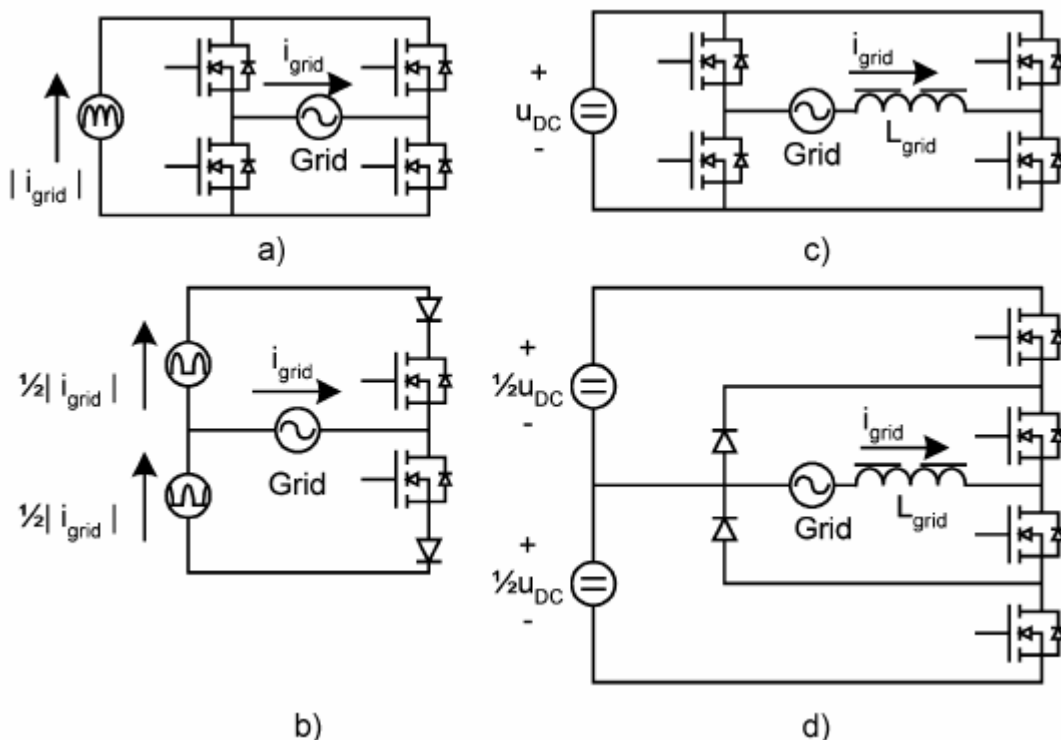 i_grid
| i_grid |
Grid
a)
+
u_DC
-
i_grid
L_grid
Grid
c)
½| i_grid |
i_grid
Grid
½| i_grid |
b)
+
½u_DC
-
i_grid
L_grid
Grid
+
½u_DC
-
d)